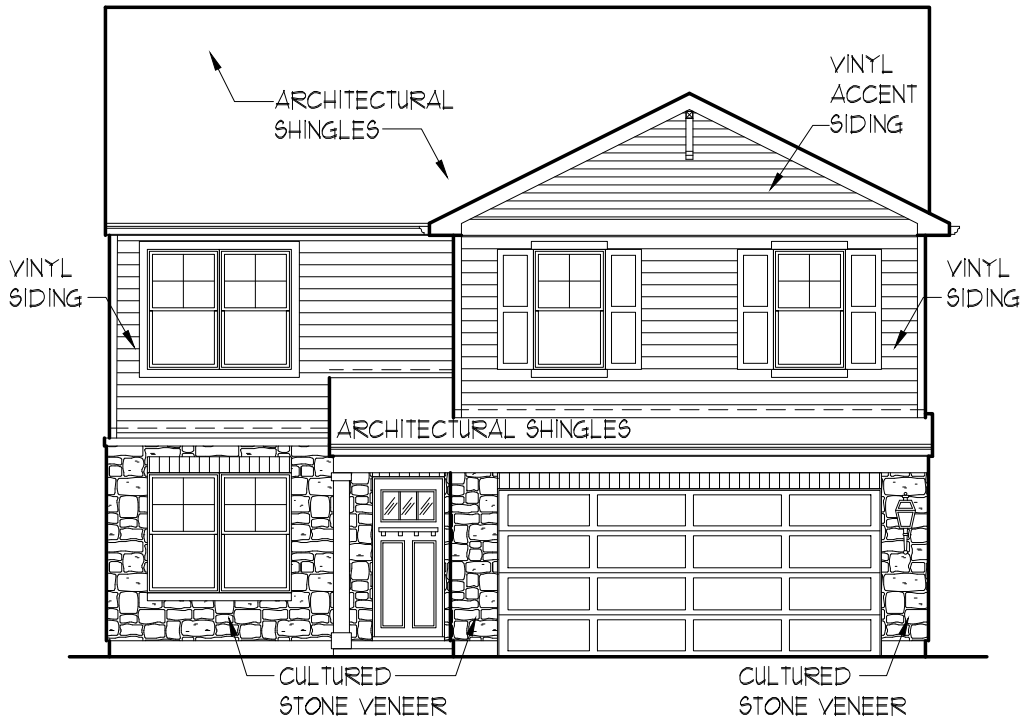 VINYL
ACCENT
SIDING
ARCHITECTURAL
SHINGLES
VINYL
SIDING
VINYL
SIDING
ARCHITECTURAL SHINGLES
CULTURED
STONE VENEER
CULTURED
STONE VENEER